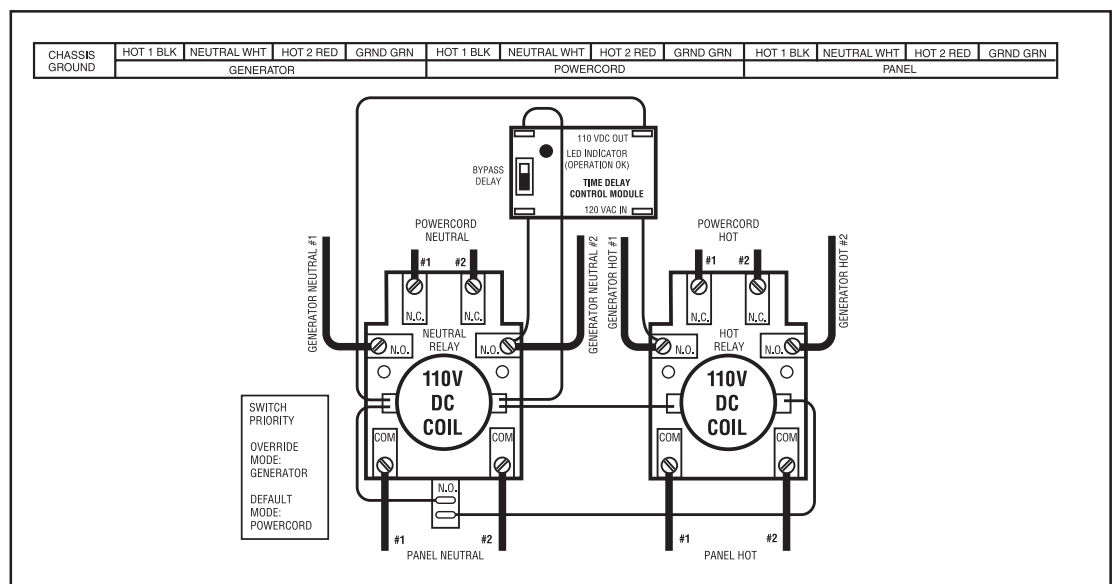 CHASSIS GROUND
HOT 1 BLK NEUTRAL WHT HOT 2 RED GRND GRN HOT 1 BLK NEUTRAL WHT HOT 2 RED GRND GRN HOT 1 BLK NEUTRAL WHT HOT 2 RED GRND GRN
GENERATOR POWERCORD PANEL
110 VDC OUT
LED INDICATOR
(OPERATION OK)
BYPASS
DELAY
TIME DELAY
CONTROL MODULE
120 VAC IN
POWERCORD
NEUTRAL
#1 #2
GENERATOR NEUTRAL #1
GENERATOR NEUTRAL #2
N.C. N.C.
NEUTRAL
RELAY
N.O. N.O.
110V
DC
COIL
COM COM
N.O.
#1 #2
PANEL NEUTRAL
POWERCORD
HOT
#1 #2
GENERATOR HOT #1
GENERATOR HOT #2
N.C. N.C.
HOT
RELAY
N.O. N.O.
110V
DC
COIL
COM COM
#1 #2
PANEL HOT
SWITCH
PRIORITY
OVERRIDE
MODE:
GENERATOR
DEFAULT
MODE:
POWERCORD